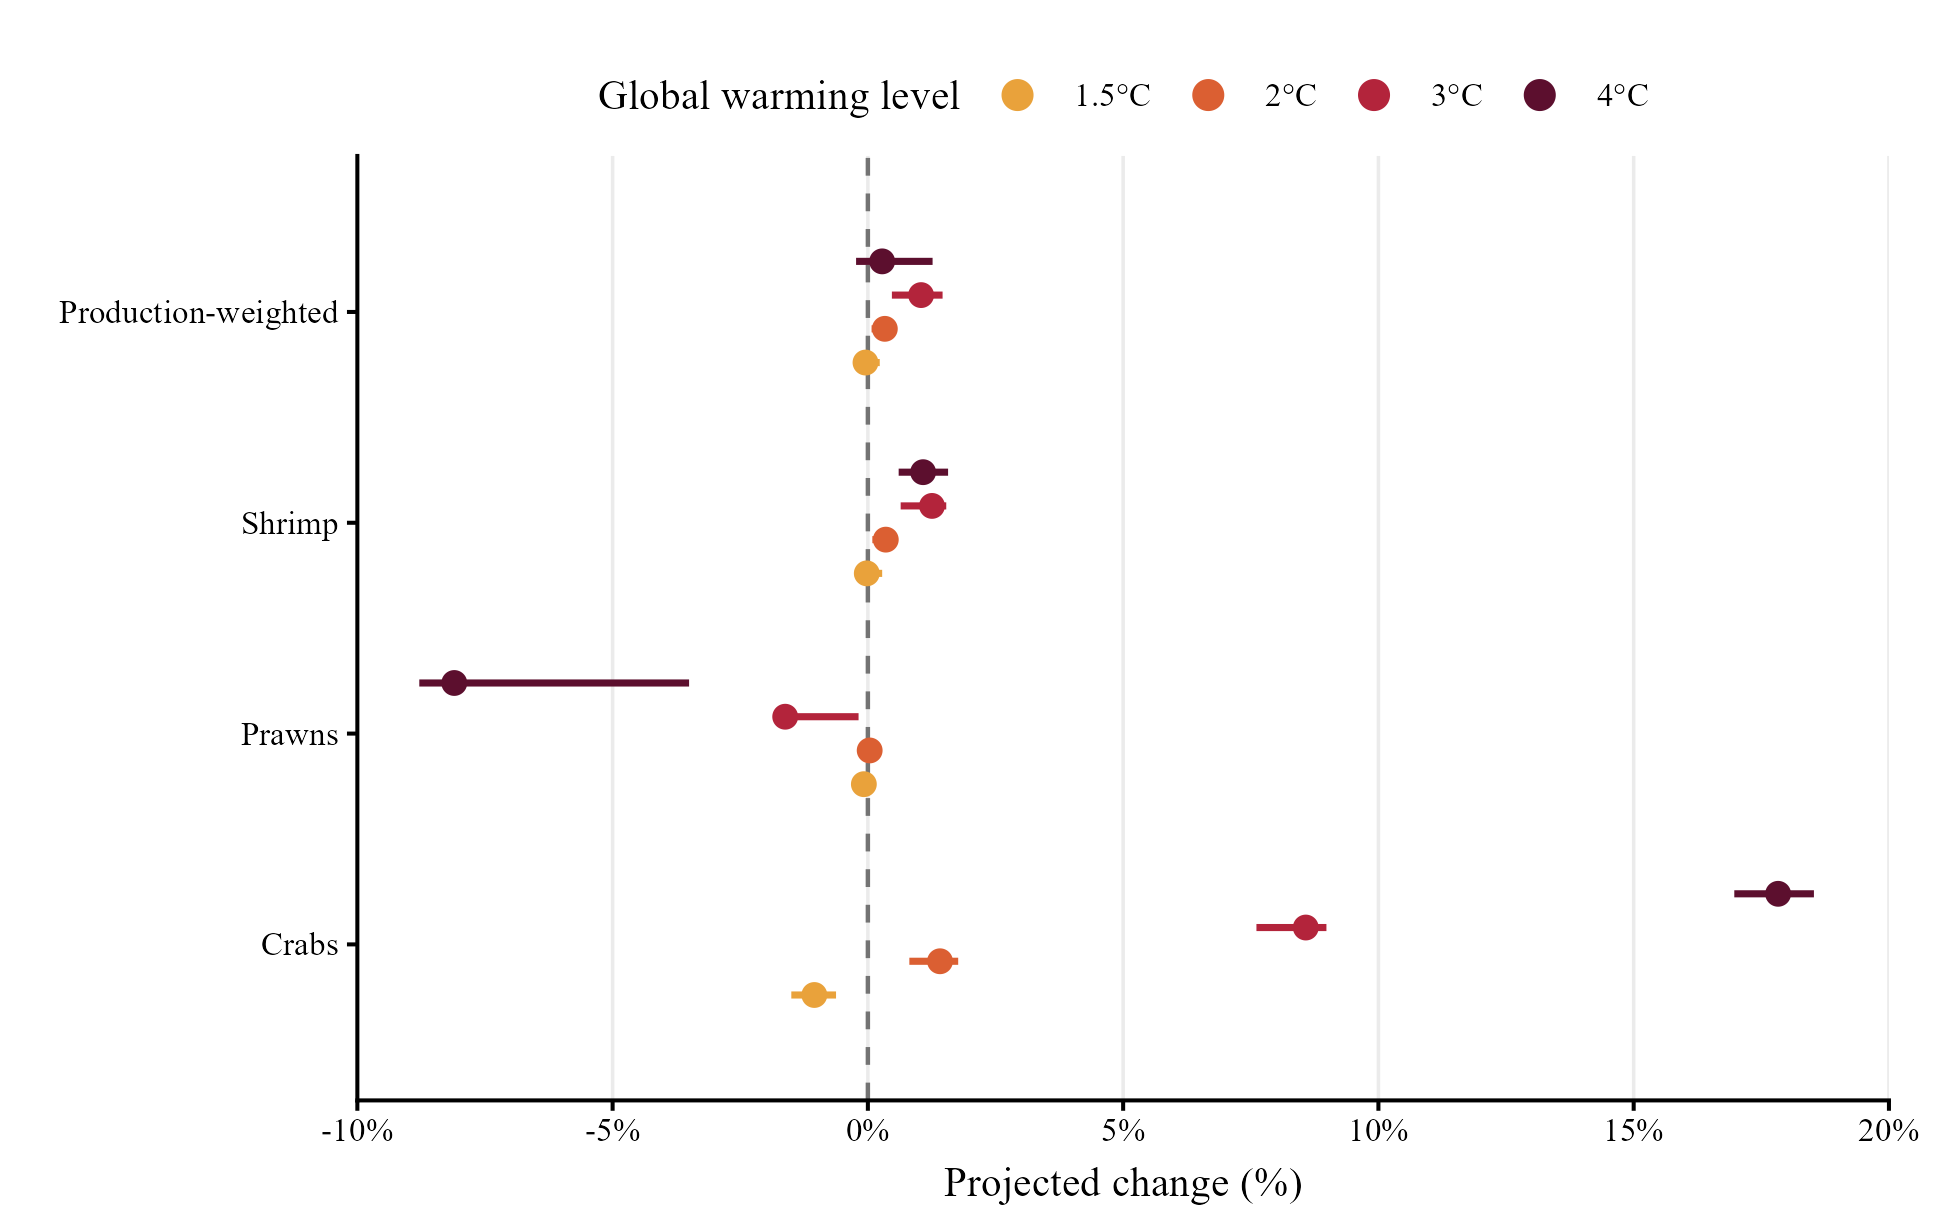 Global warming level 1.5°C 2°C 3°C 4°C
Production-weighted
Shrimp
Prawns
Crabs
-10% -5% 0% 5% 10% 15% 20%
Projected change (%)